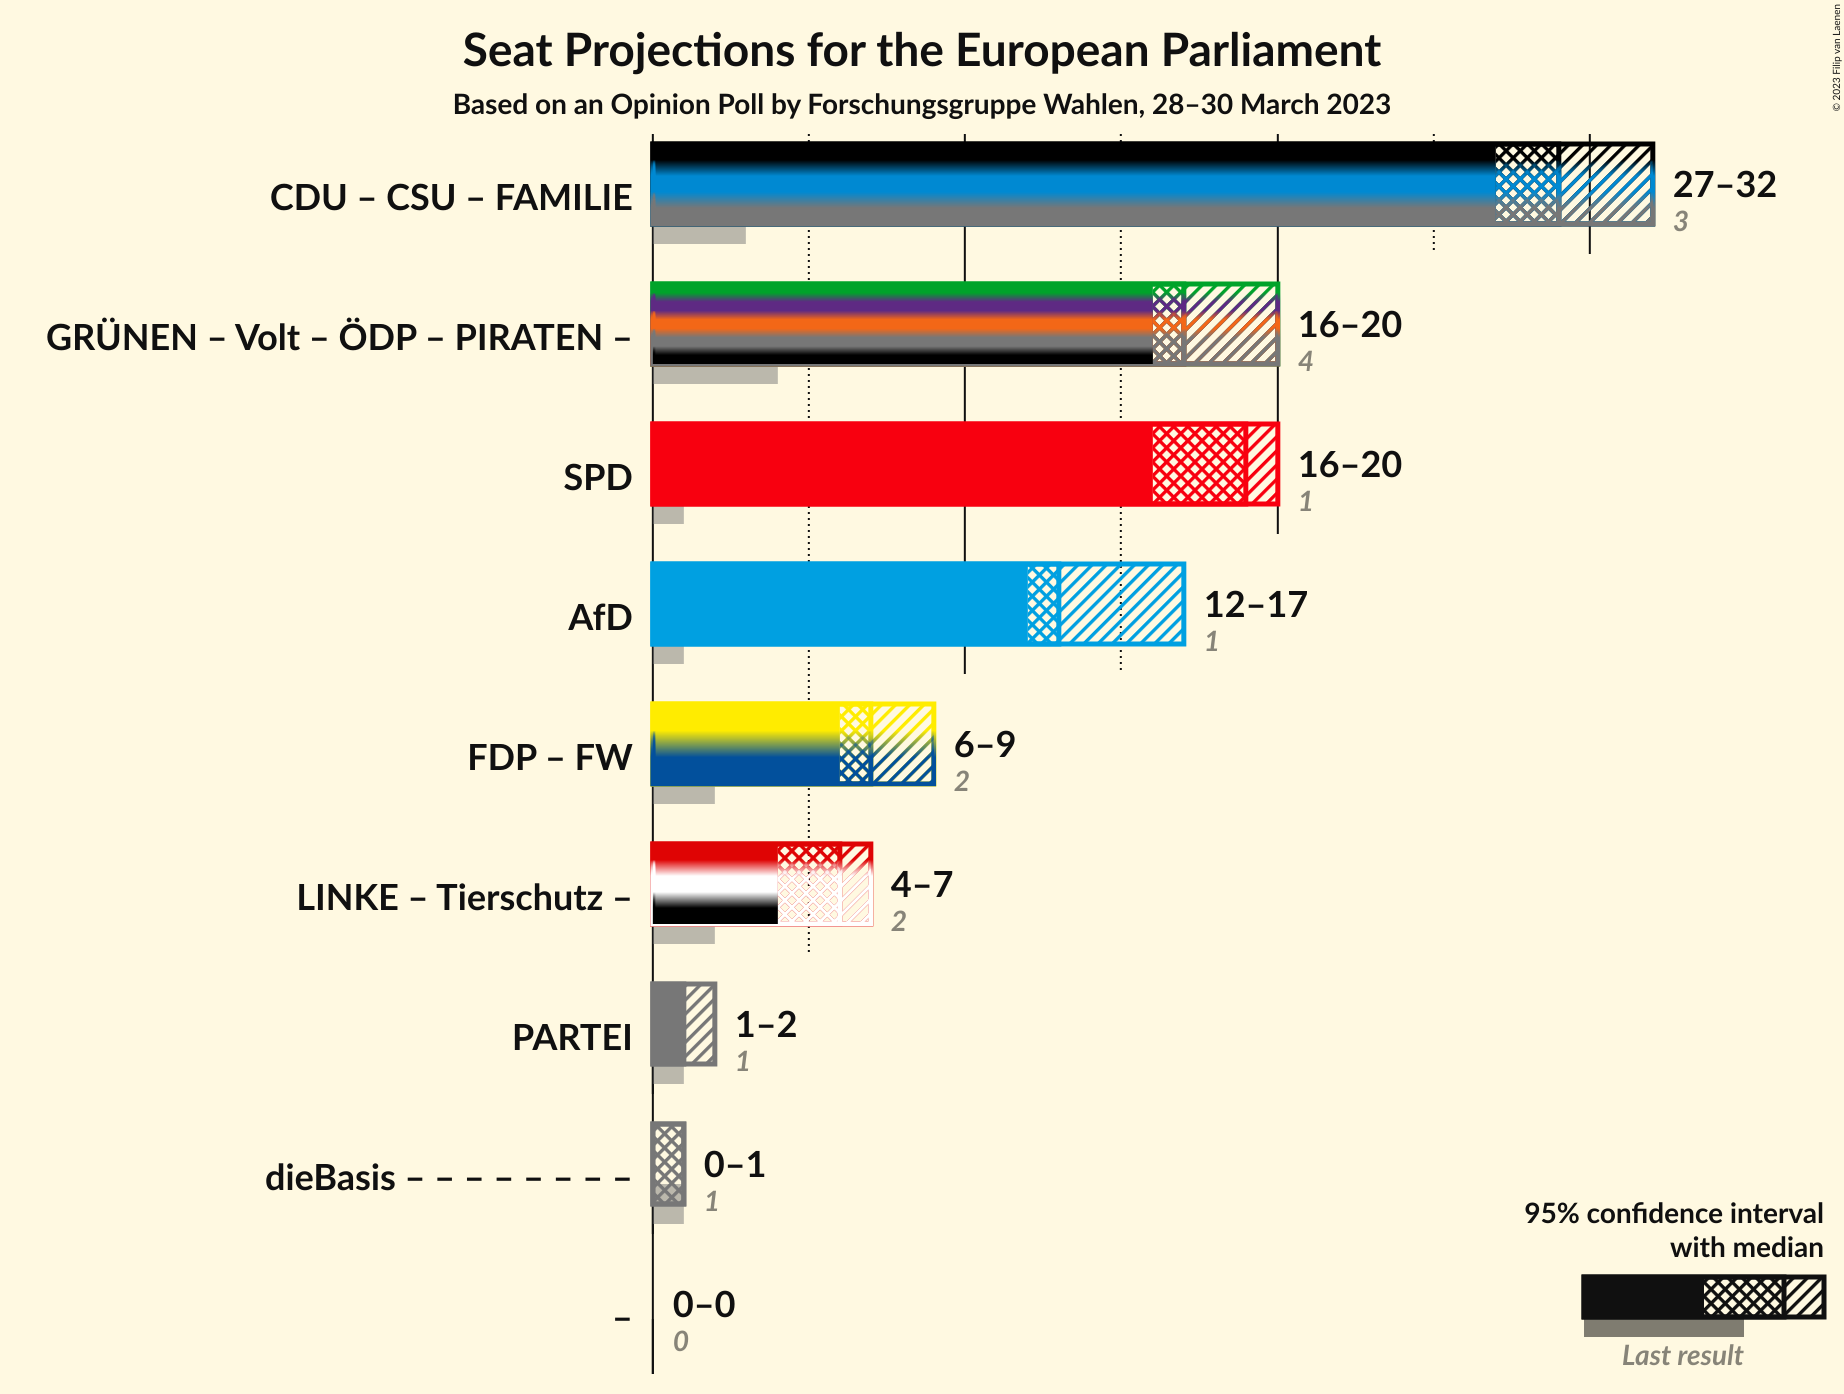 Seat Projections for the European Parliament
Based on an Opinion Poll by Forschungsgruppe Wahlen, 28–30 March 2023
© 2023 Filip van Laenen
CDU – CSU – FAMILIE
27–32
3
GRÜNEN – Volt – ÖDP – PIRATEN –
16–20
4
SPD
16–20
1
AfD
12–17
1
FDP – FW
6–9
2
LINKE – Tierschutz –
4–7
2
PARTEI
1–2
1
dieBasis – – – – – – – –
0–1
1
–
0–0
0
95% confidence interval
with median
Last result